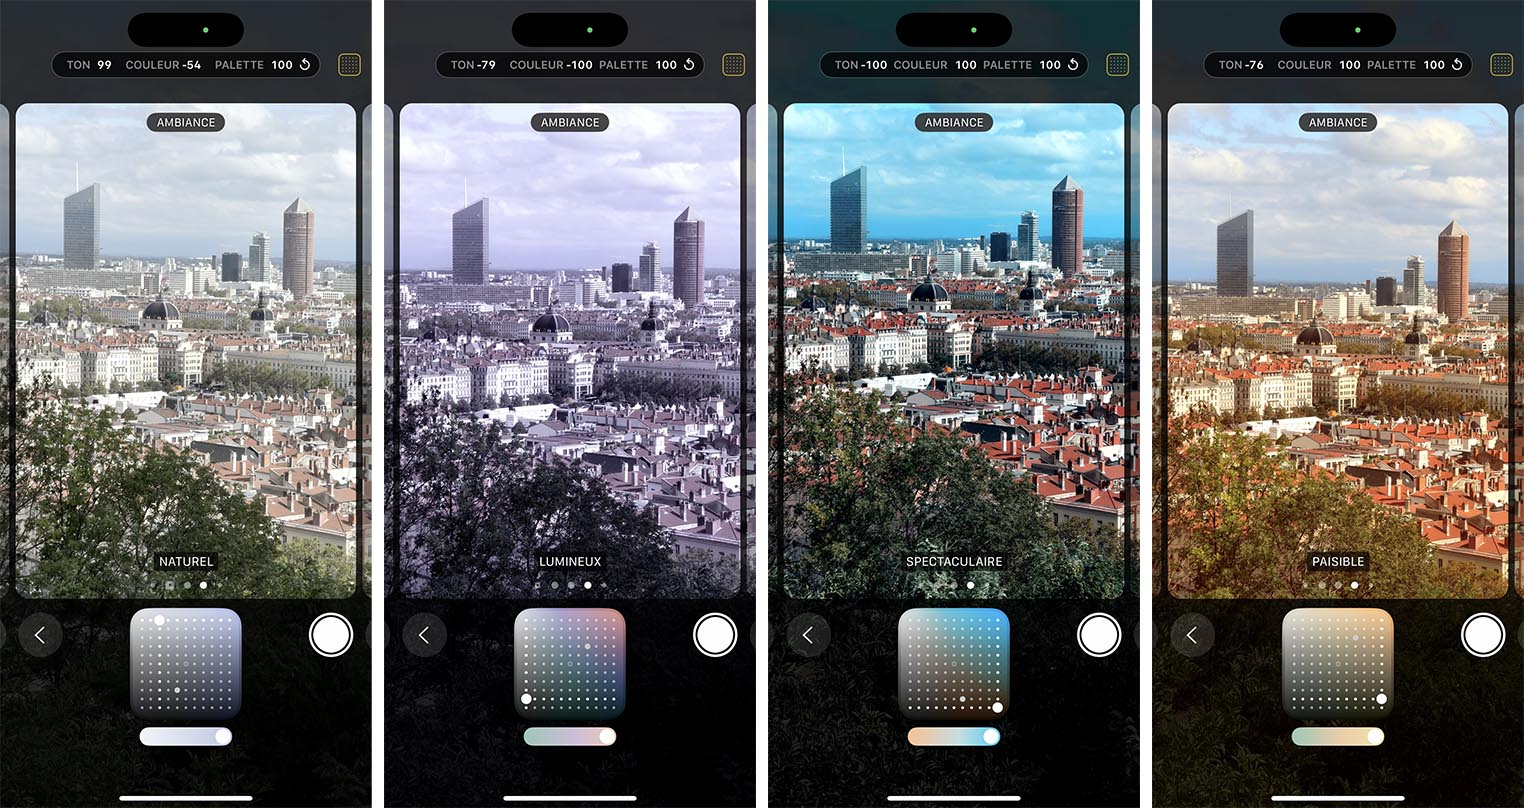 TON 99 COULEUR -54 PALETTE 100
AMBIANCE
NATUREL
TON -79 COULEUR -100 PALETTE 100
AMBIANCE
LUMINEUX
TON -100 COULEUR 100 PALETTE 100
AMBIANCE
SPECTACULAIRE
TON -76 COULEUR 100 PALETTE 100
AMBIANCE
PAISIBLE